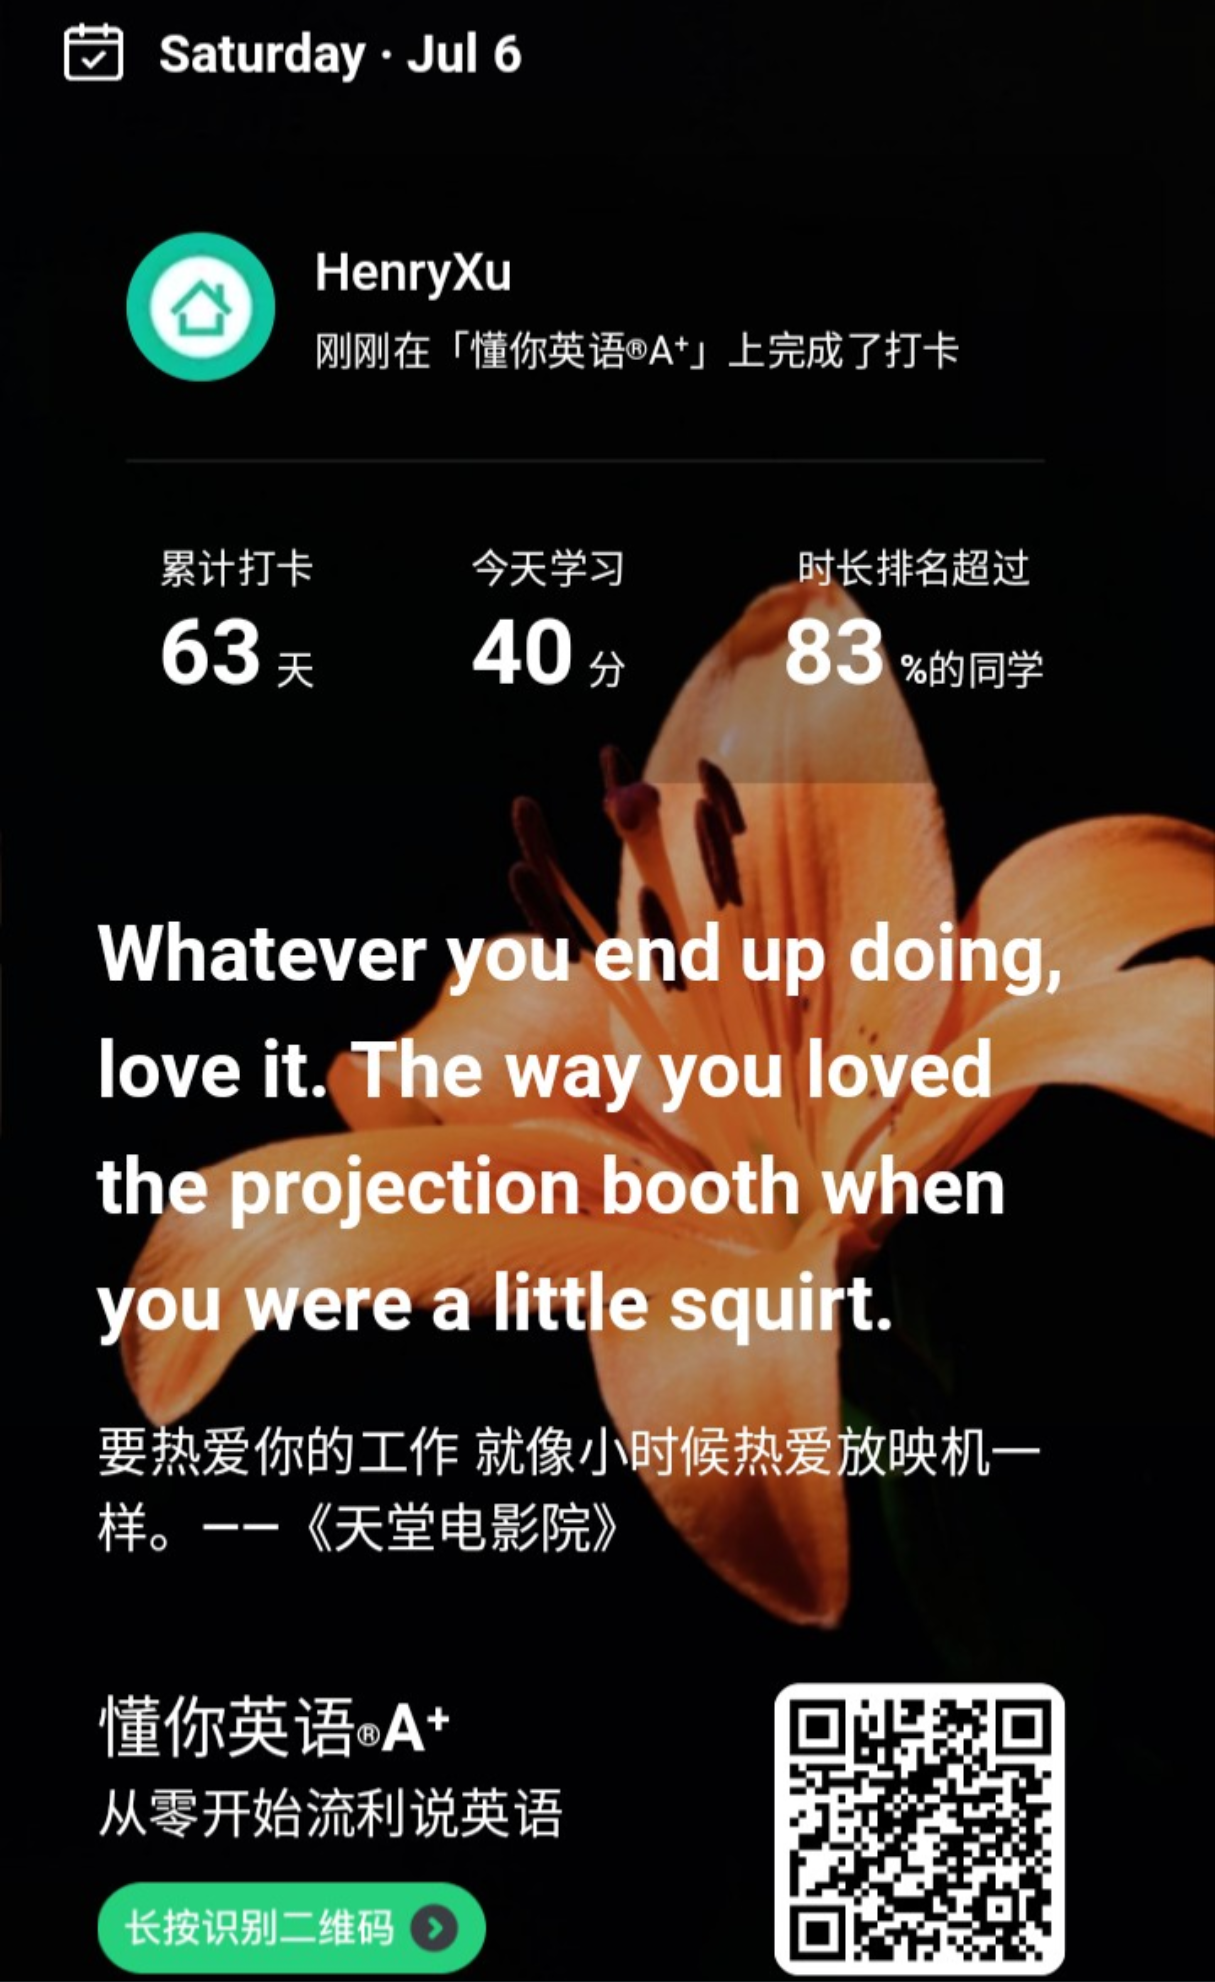 Saturday · Jul 6
HenryXu
刚刚在「懂你英语®A⁺」上完成了打卡
累计打卡 今天学习 时长排名超过
63 天 40 分 83 %的同学
Whatever you end up doing,
love it. The way you loved
the projection booth when
you were a little squirt.
要热爱你的工作 就像小时候热爱放映机一
样。——《天堂电影院》
懂你英语®A⁺
从零开始流利说英语
长按识别二维码